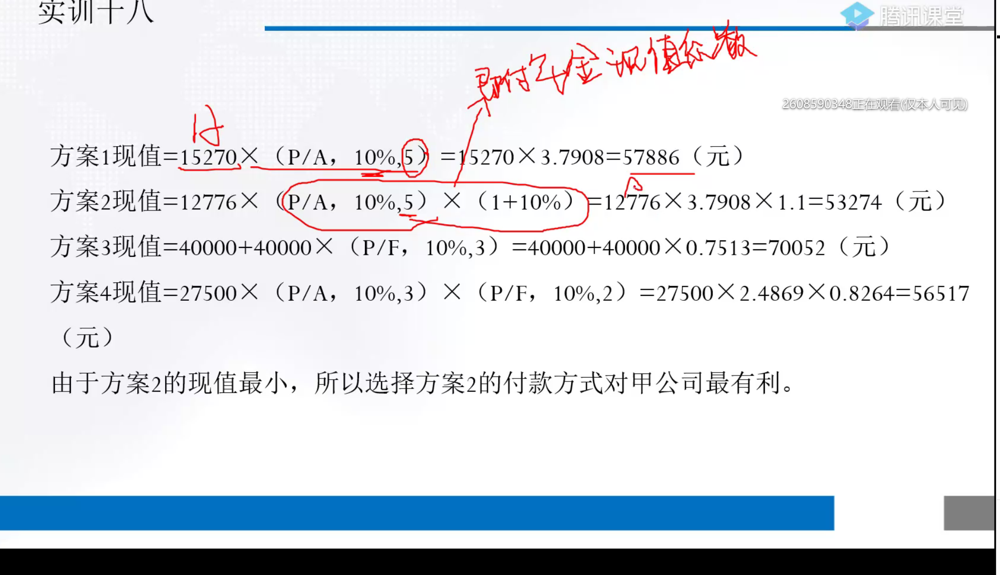 实训十八
腾讯课堂
即付年金现值系数
2608590348正在观看(仅本人可见)
方案1现值=15270×（P/A，10%,5）=15270×3.7908=57886（元）
方案2现值=12776×（P/A，10%,5）×（1+10%）=12776×3.7908×1.1=53274（元）
方案3现值=40000+40000×（P/F，10%,3）=40000+40000×0.7513=70052（元）
方案4现值=27500×（P/A，10%,3）×（P/F，10%,2）=27500×2.4869×0.8264=56517
（元）
由于方案2的现值最小，所以选择方案2的付款方式对甲公司最有利。